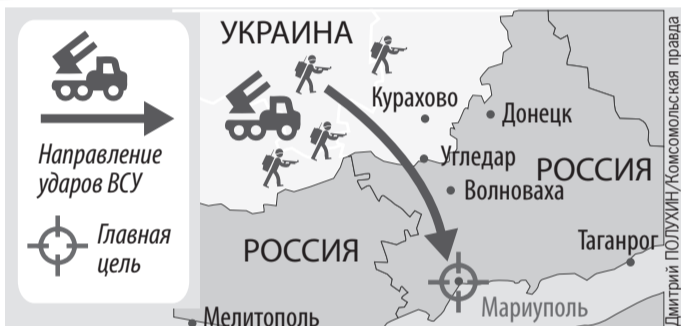 Направление
ударов ВСУ
Главная
цель
УКРАИНА
Курахово
Донецк
Угледар
РОССИЯ
Волноваха
РОССИЯ
Таганрог
Мариуполь
Мелитополь
Дмитрий ПОЛУХИН/Комсомольская правда